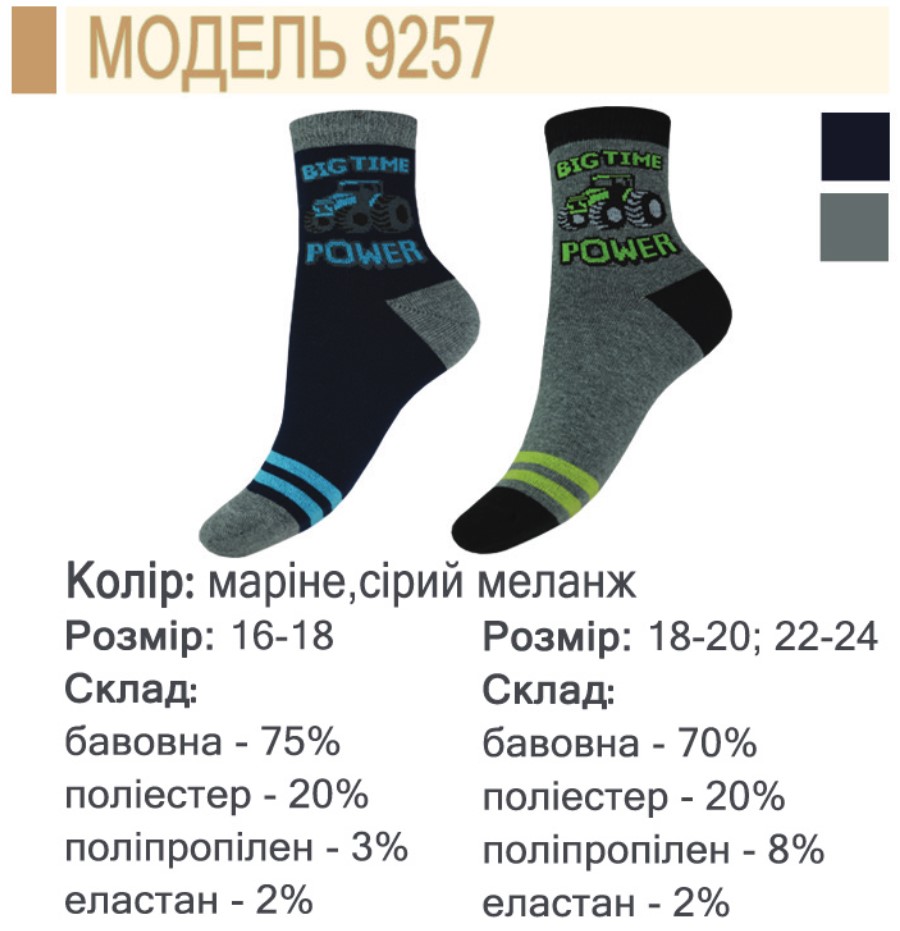 МОДЕЛЬ 9257
BIG TIME
POWER
BIG TIME
POWER
Колір: маріне,сірий меланж
Розмір: 16-18
Склад:
бавовна - 75%
поліестер - 20%
поліпропілен - 3%
еластан - 2%
Розмір: 18-20; 22-24
Склад:
бавовна - 70%
поліестер - 20%
поліпропілен - 8%
еластан - 2%